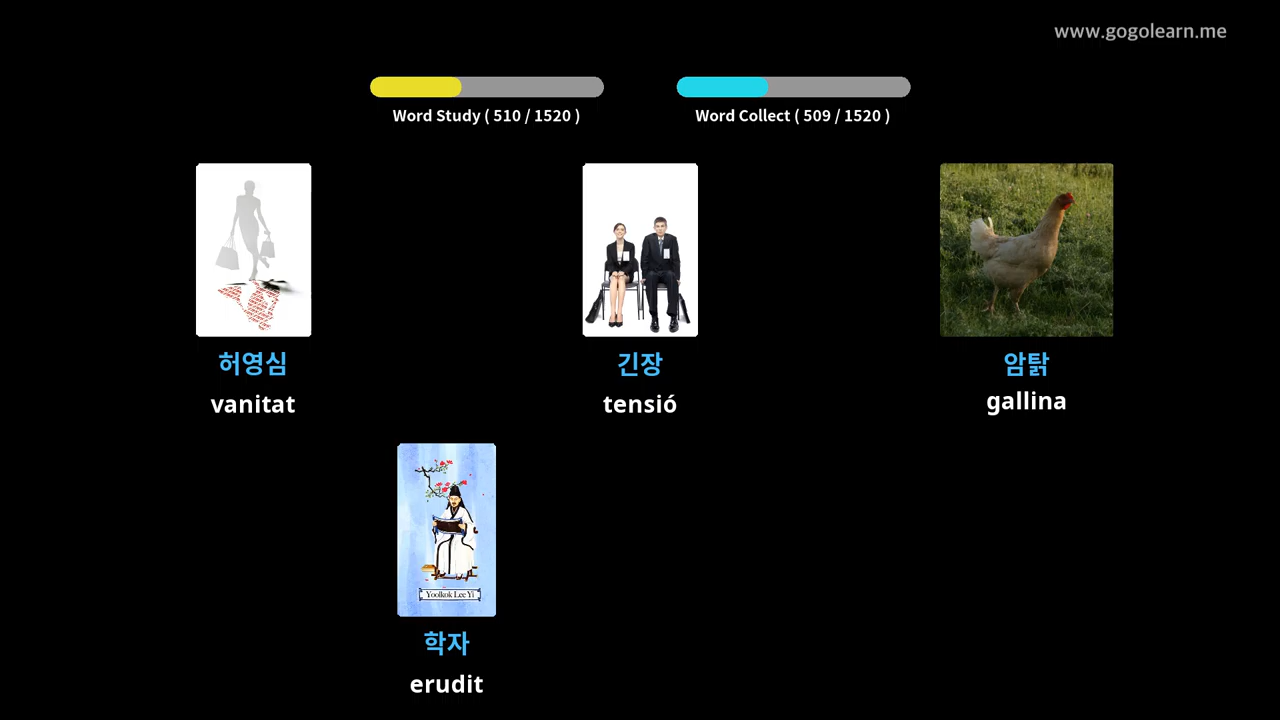 www.gogolearn.me
Word Study ( 510 / 1520 )
Word Collect ( 509 / 1520 )
허영심
vanitat
긴장
tensió
암탉
gallina
Yoolkok Lee Yi
학자
erudit